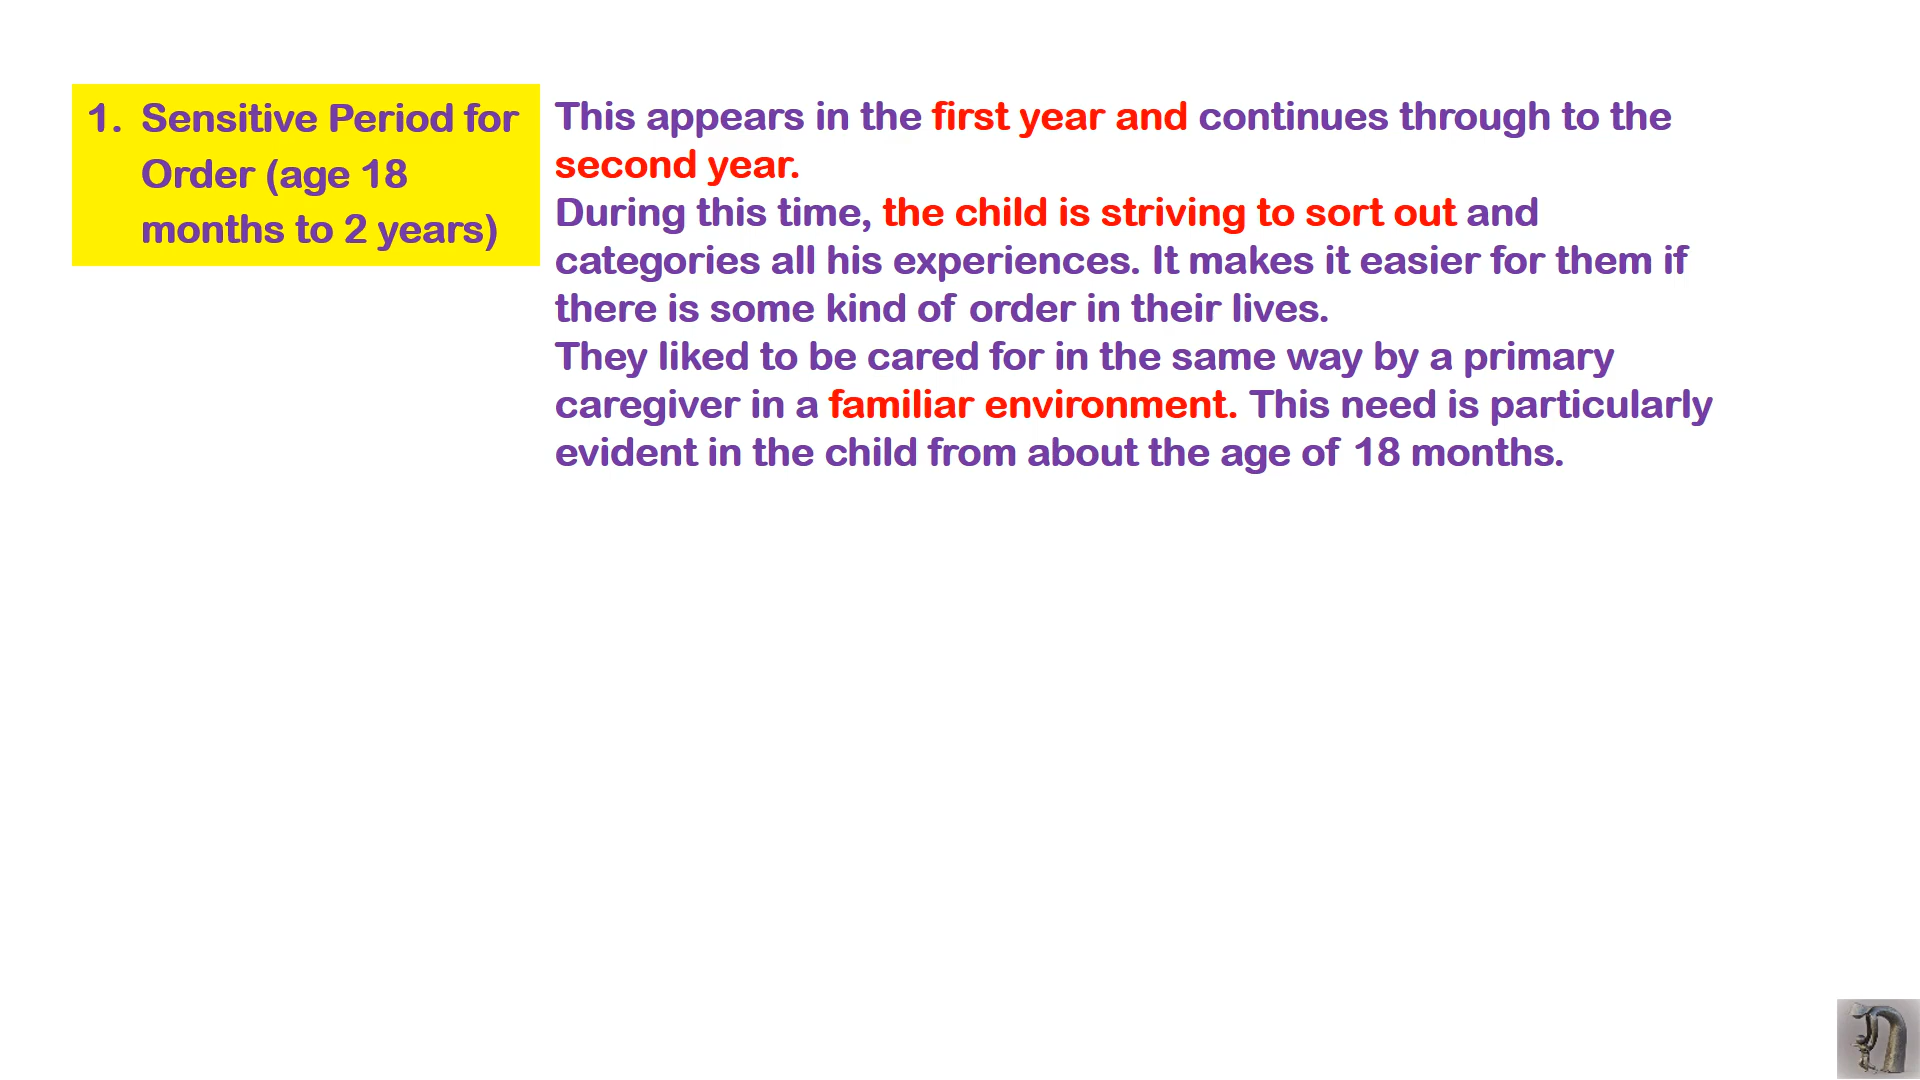 1. Sensitive Period for
Order (age 18
months to 2 years)
This appears in the first year and continues through to the
second year.
During this time, the child is striving to sort out and
categories all his experiences. It makes it easier for them if
there is some kind of order in their lives.
They liked to be cared for in the same way by a primary
caregiver in a familiar environment. This need is particularly
evident in the child from about the age of 18 months.